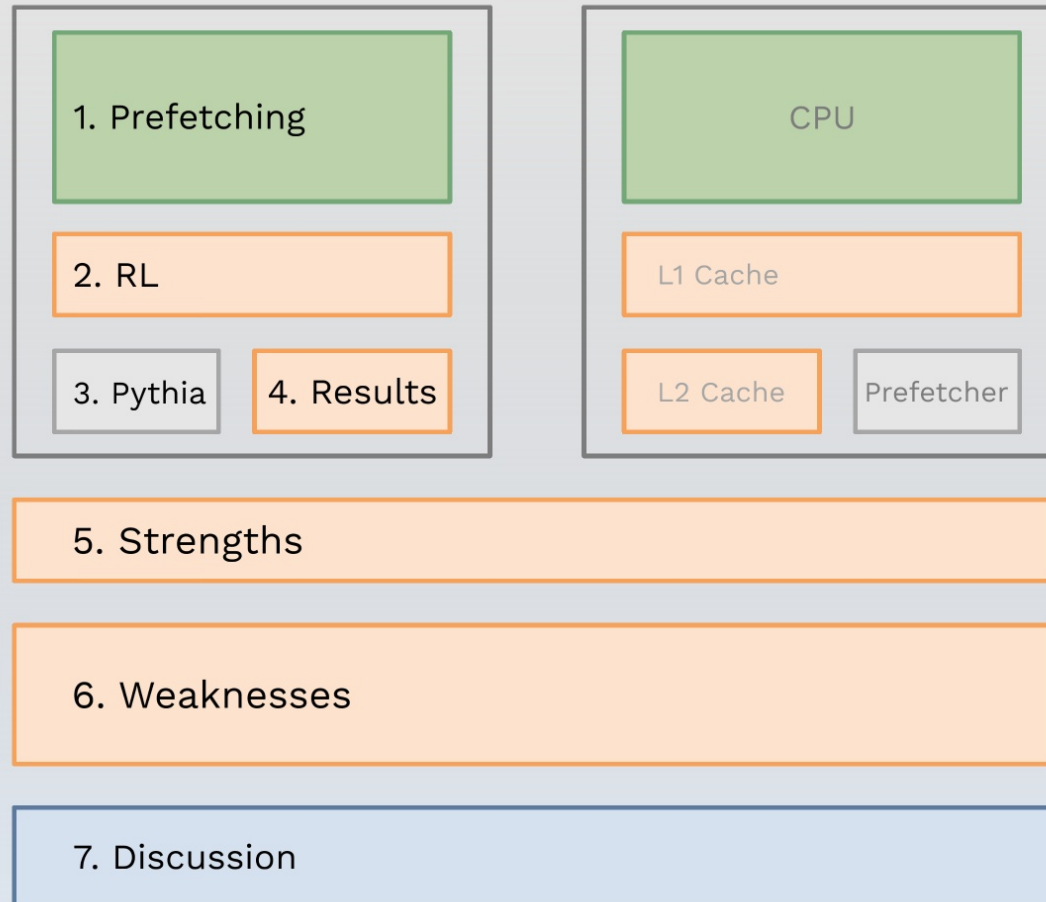 1. Prefetching
2. RL
3. Pythia
4. Results
CPU
L1 Cache
L2 Cache
Prefetcher
5. Strengths
6. Weaknesses
7. Discussion